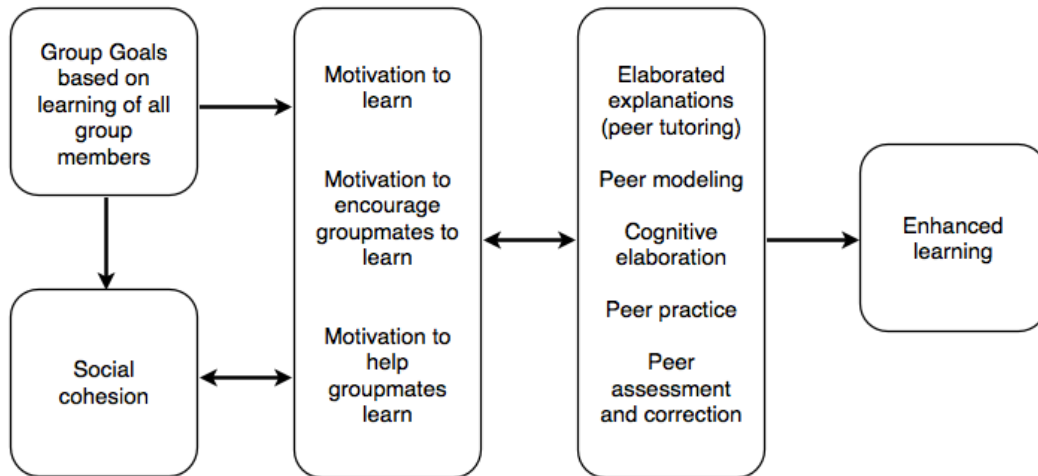 Group Goals
based on
learning of all
group
members
Social
cohesion
Motivation to
learn
Motivation to
encourage
groupmates to
learn
Motivation to
help
groupmates
learn
Elaborated
explanations
(peer tutoring)
Peer modeling
Cognitive
elaboration
Peer practice
Peer
assessment
and correction
Enhanced
learning